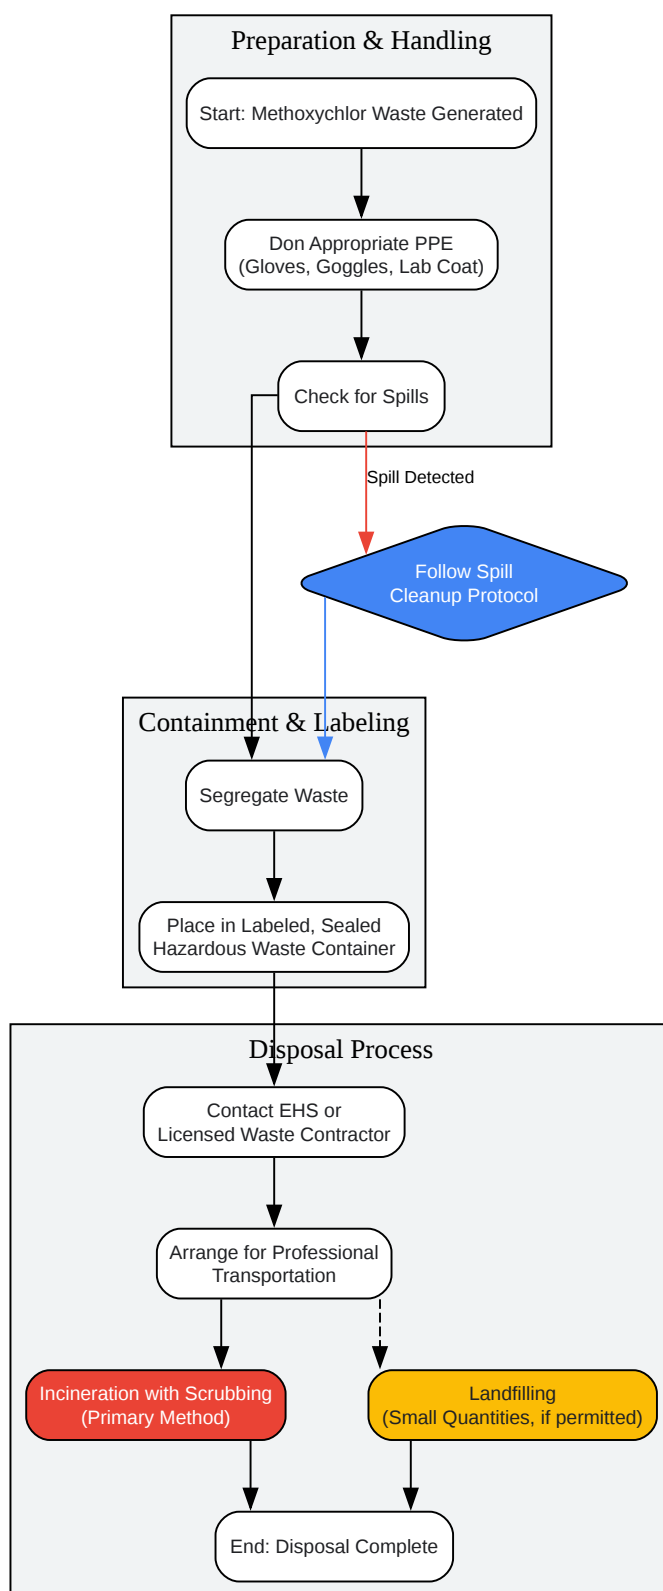 Preparation & Handling
Start: Methoxychlor Waste Generated
Don Appropriate PPE
(Gloves, Goggles, Lab Coat)
Check for Spills
Spill Detected
Follow Spill
Cleanup Protocol
Containment & Labeling
Segregate Waste
Place in Labeled, Sealed
Hazardous Waste Container
Disposal Process
Contact EHS or
Licensed Waste Contractor
Arrange for Professional
Transportation
Incineration with Scrubbing
(Primary Method)
Landfilling
(Small Quantities, if permitted)
End: Disposal Complete